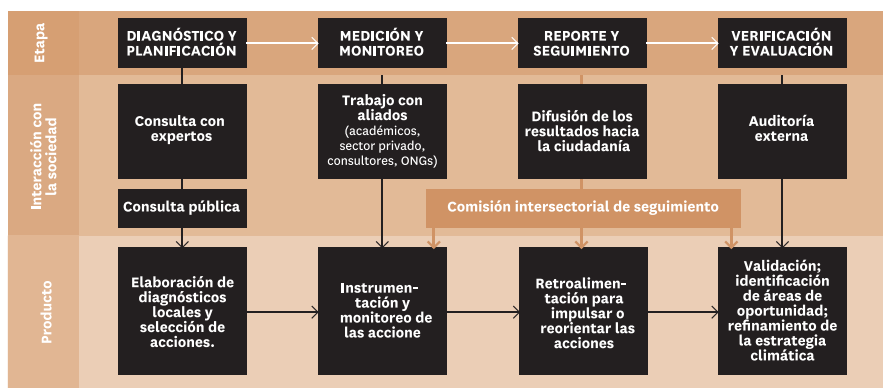 Etapa
DIAGNÓSTICO Y
PLANIFICACIÓN
MEDICIÓN Y
MONITOREO
REPORTE Y
SEGUIMIENTO
VERIFICACIÓN
Y EVALUACIÓN
Interacción con
la sociedad
Consulta con
expertos
Trabajo con
aliados
(académicos,
sector privado,
consultores, ONGs)
Difusión de los
resultados hacia
la ciudadanía
Auditoría
externa
Consulta pública
Comisión intersectorial de seguimiento
Producto
Elaboración de
diagnósticos
locales y
selección de
acciones.
Instrumen-
tación y
monitoreo de
las accione
Retroalimen-
tación para
impulsar o
reorientar las
acciones
Validación;
identificación
de áreas de
oportunidad;
refinamiento de
la estrategia
climática